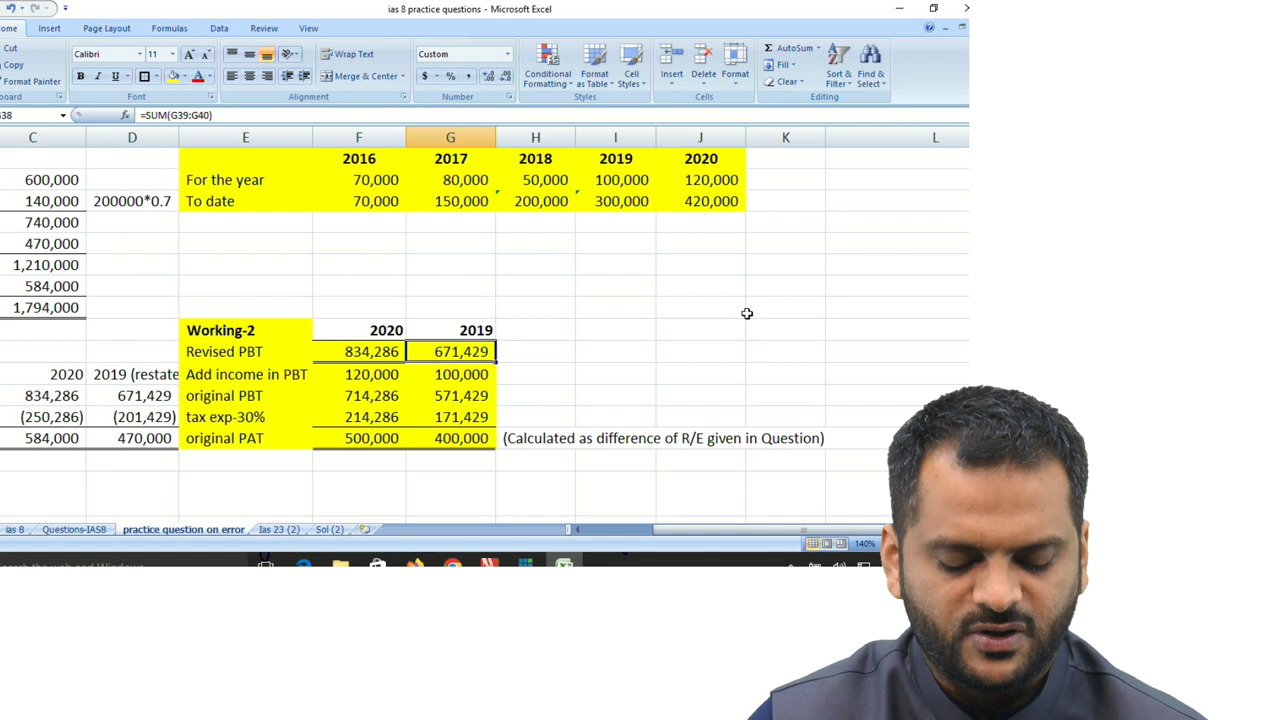 ias 8 practice questions - Microsoft Excel
ome Insert Page Layout Formulas Data Review View
Cut
Copy
Format Painter
board
Calibri 11
B I U
Font
Wrap Text
Merge & Center
Alignment
Custom
$ % ,
Number
Conditional Formatting Format as Table Cell Styles
Styles
Insert Delete Format
Cells
AutoSum
Fill
Clear
Sort & Filter Find & Select
Editing
G38 fx =SUM(G39:G40)
C D E F G H I J K L
2016 2017 2018 2019 2020
600,000 For the year 70,000 80,000 50,000 100,000 120,000
140,000 200000*0.7 To date 70,000 150,000 200,000 300,000 420,000
740,000
470,000
1,210,000
584,000
1,794,000
Working-2 2020 2019
Revised PBT 834,286 671,429
2020 2019 (restate Add income in PBT 120,000 100,000
834,286 671,429 original PBT 714,286 571,429
(250,286) (201,429) tax exp-30% 214,286 171,429
584,000 470,000 original PAT 500,000 400,000 (Calculated as difference of R/E given in Question)
ias 8 Questions-IAS8 practice question on error Ias 23 (2) Sol (2)
140%